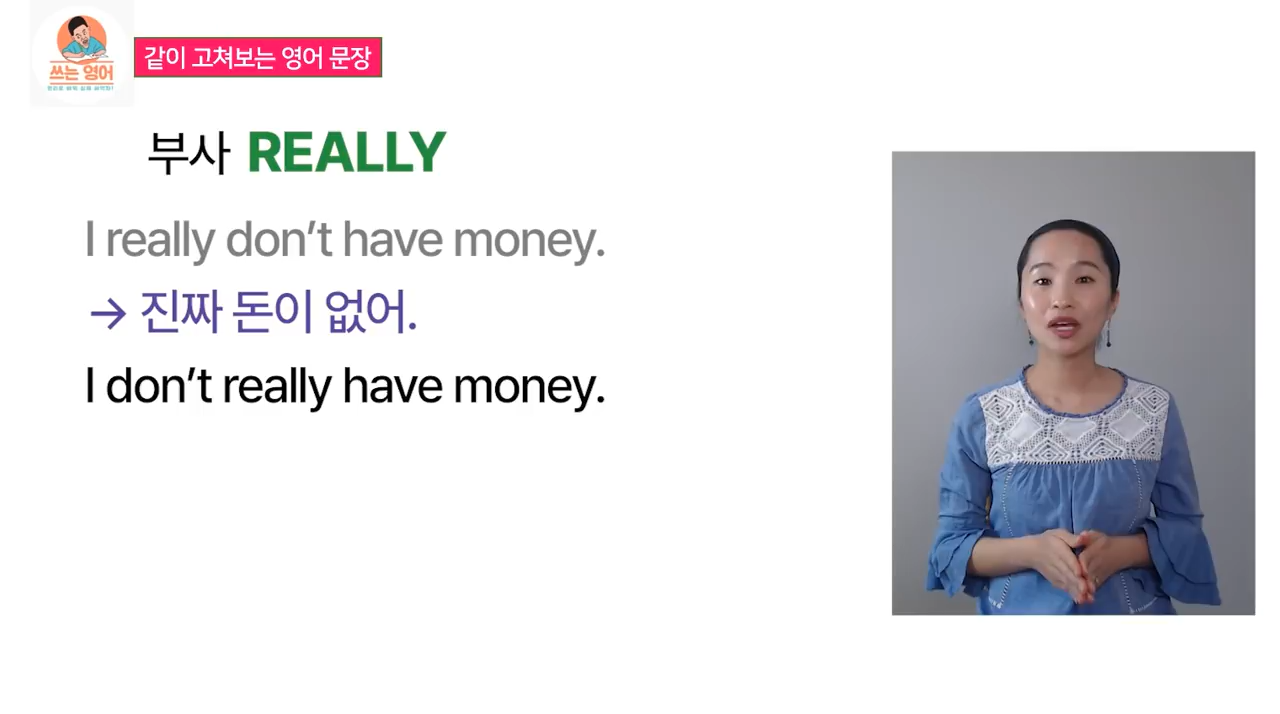 쓰는 영어
같이 고쳐보는 영어 문장
부사 REALLY
I really don’t have money.
→ 진짜 돈이 없어.
I don’t really have money.